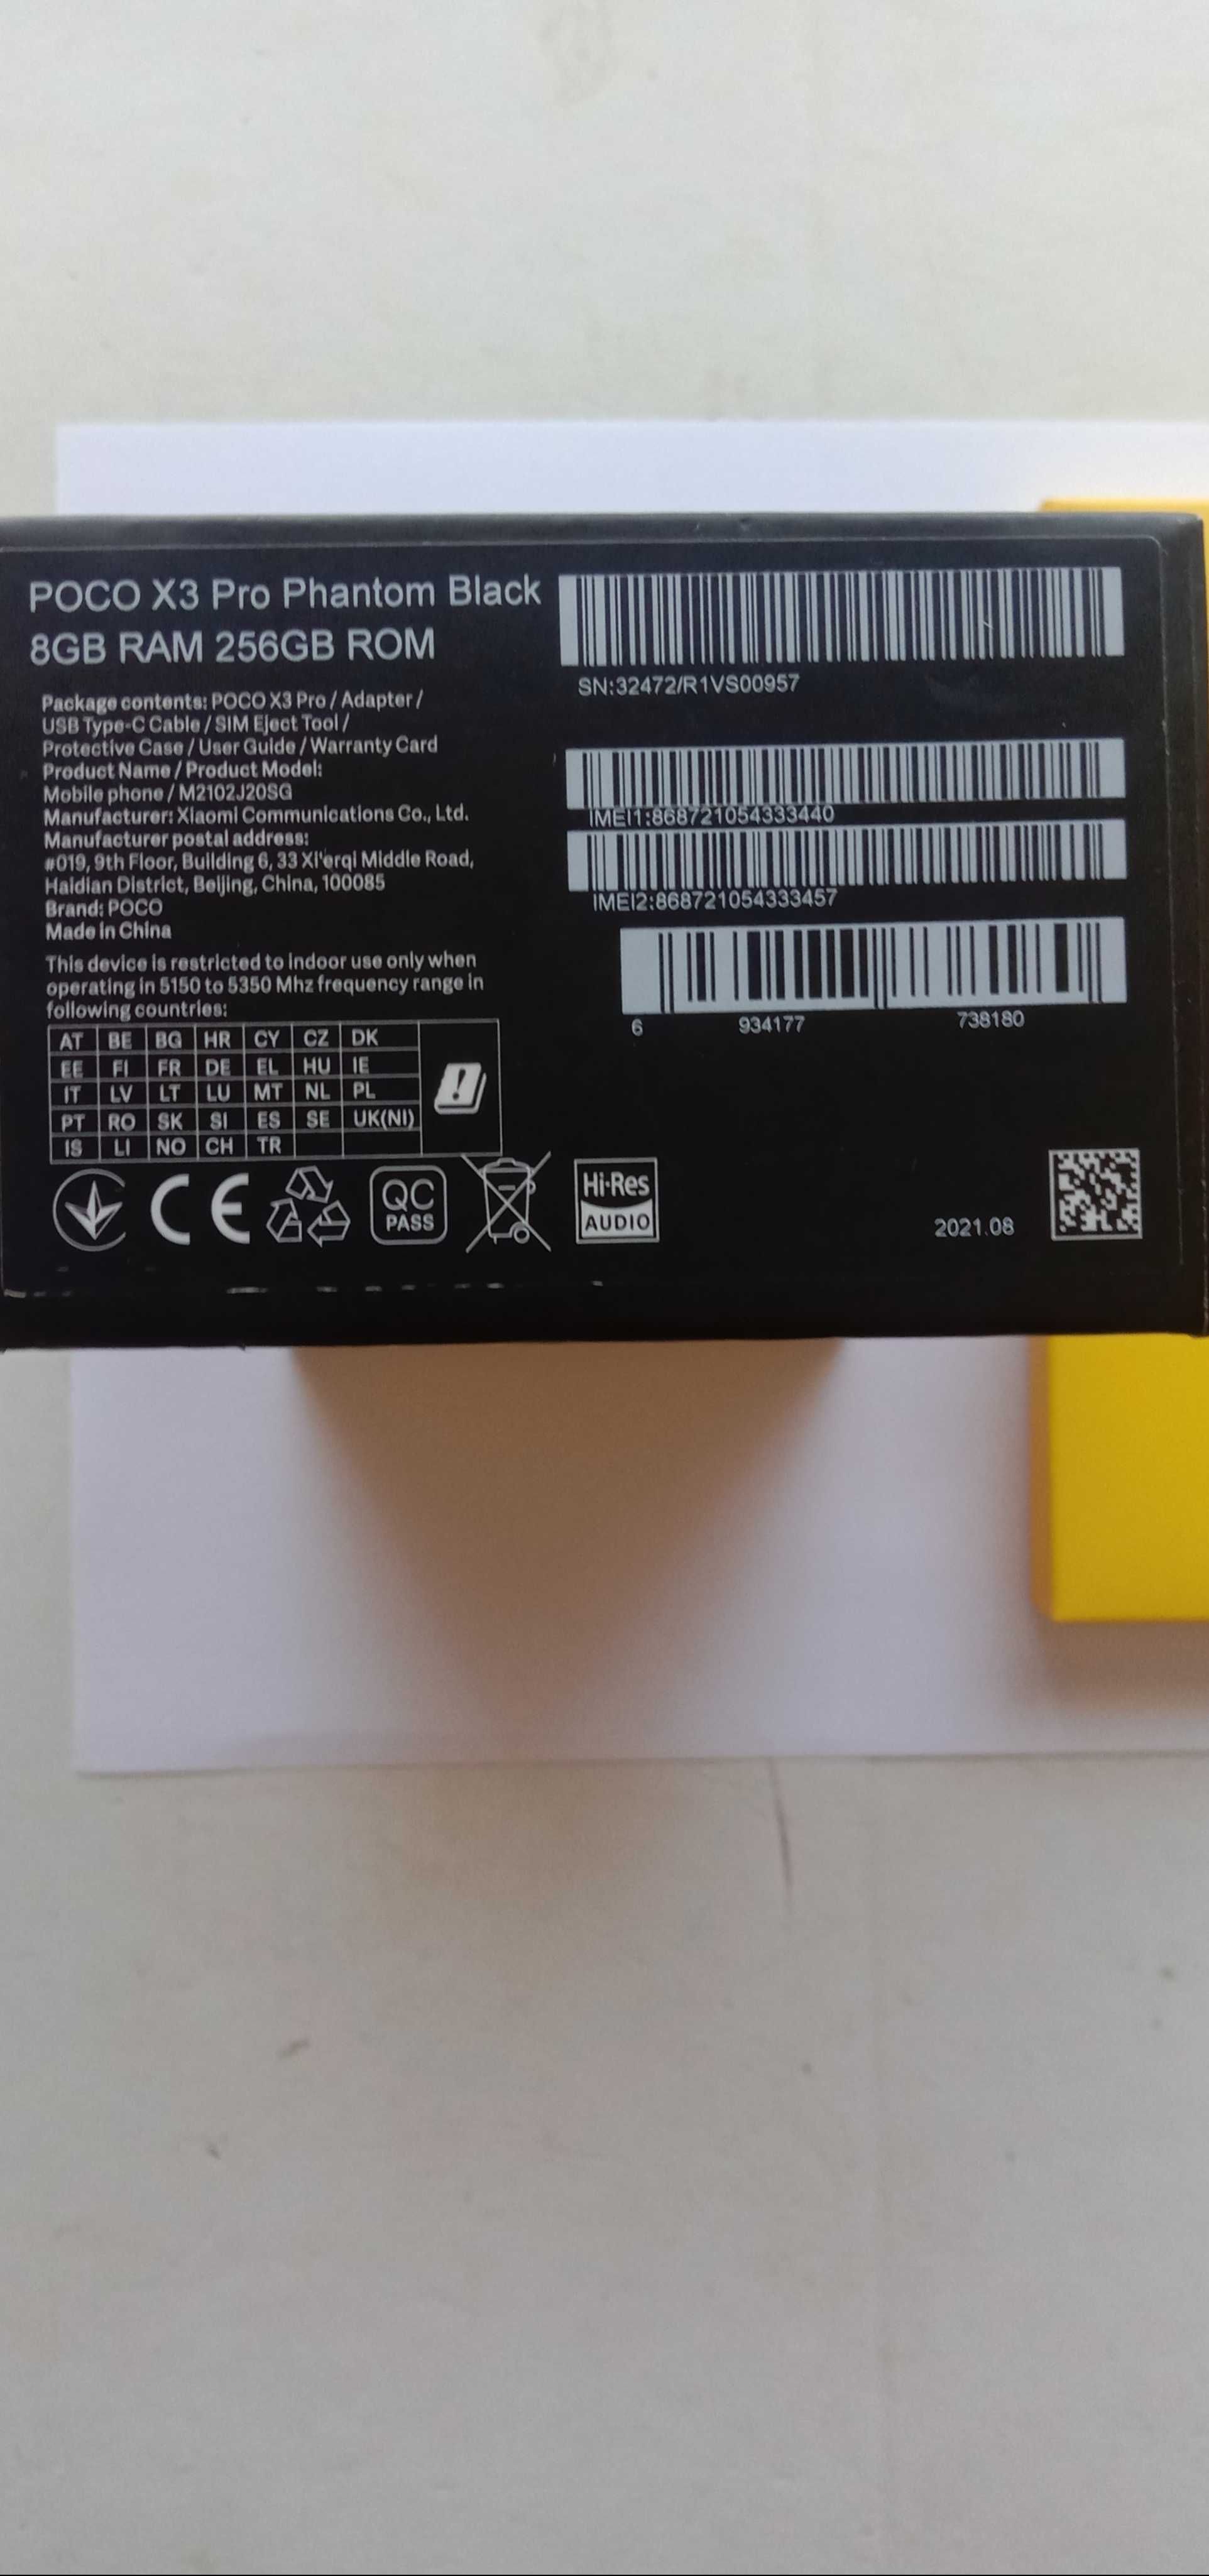 POCO X3 Pro Phantom Black
8GB RAM 256GB ROM
Package contents: POCO X3 Pro / Adapter /
USB Type-C Cable / SIM Eject Tool /
Protective Case / User Guide / Warranty Card
Product Name / Product Model:
Mobile phone / M2102J20SG
Manufacturer: Xiaomi Communications Co., Ltd.
Manufacturer postal address:
#019, 9th Floor, Building 6, 33 Xi'erqi Middle Road,
Haidian District, Beijing, China, 100085
Brand: POCO
Made in China
This device is restricted to indoor use only when
operating in 5150 to 5350 Mhz frequency range in
following countries:
AT BE BG HR CY CZ DK
EE FI FR DE EL HU IE
IT LV LT LU MT NL PL
PT RO SK SI ES SE UK(NI)
IS LI NO CH TR
CE
QC
PASS
Hi-Res
AUDIO
SN:32472/R1VS00957
IMEI1:868721054333440
IMEI2:868721054333457
6 934177 738180
2021.08